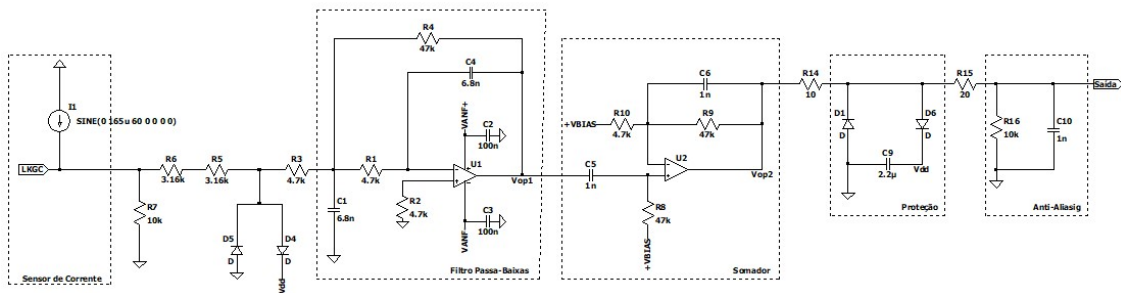 I1
SINE(0 165u 60 0 0 0 0)
LKGC
R7
10k
Sensor de Corrente
R6
3.16k
R5
3.16k
D5
D
D4
D
Vdd
R3
4.7k
R4
47k
C4
6.8n
R1
4.7k
C1
6.8n
R2
4.7k
VANF+
C2
100n
U1
VANF-
C3
100n
Vop1
Filtro Passa-Baixas
C5
1n
+VBIAS
R10
4.7k
C6
1n
R9
47k
U2
R8
47k
+VBIAS
Vop2
Somador
R14
10
D1
D
D6
D
C9
2.2µ
Vdd
Proteção
R15
20
R16
10k
C10
1n
Saída
Anti-Aliasig